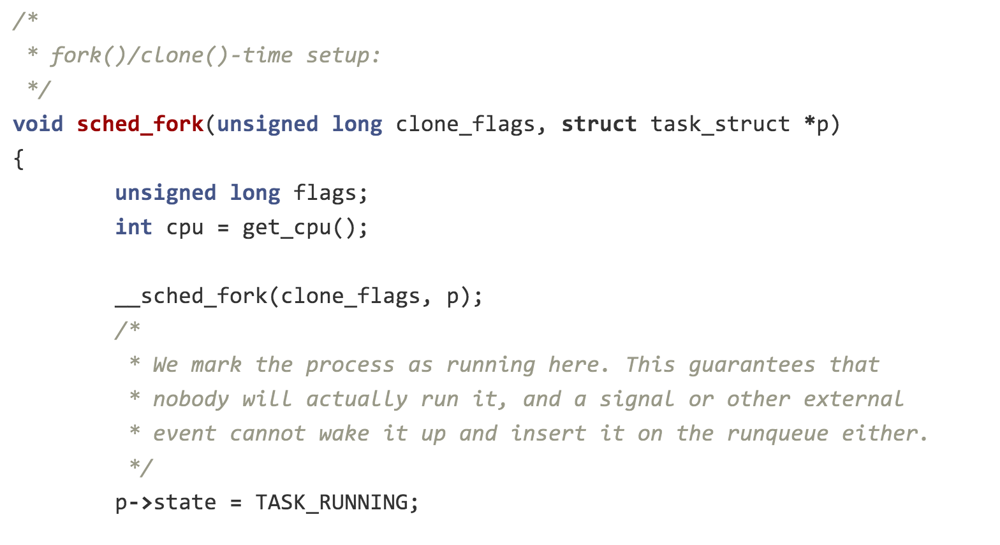 /*
 * fork()/clone()-time setup:
 */
void sched_fork(unsigned long clone_flags, struct task_struct *p)
{
        unsigned long flags;
        int cpu = get_cpu();

        __sched_fork(clone_flags, p);
        /*
         * We mark the process as running here. This guarantees that
         * nobody will actually run it, and a signal or other external
         * event cannot wake it up and insert it on the runqueue either.
         */
        p->state = TASK_RUNNING;